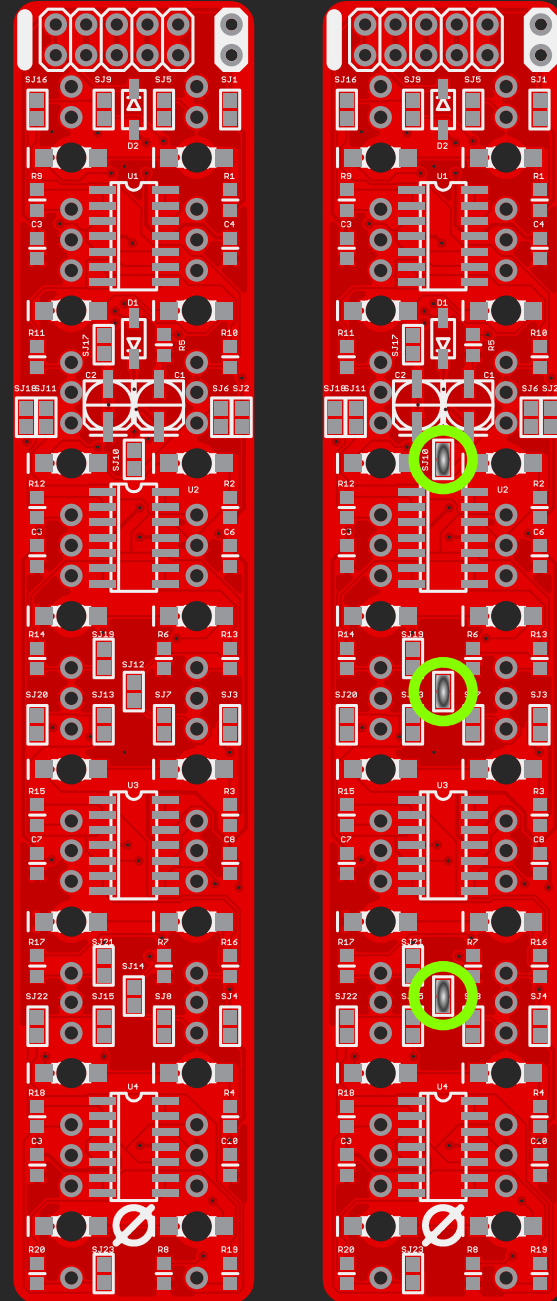 SJ16 SJ9 SJ5 SJ1
D2
R9 U1 R1
C3 C4
D1
R11 SJ17 R5 R10
C2 C1
SJ18 SJ11 SJ6 SJ2
SJ10
R12 U2 R2
C6
R14 SJ19 R6 R13
SJ12
SJ20 SJ13 SJ7 SJ3
U3
R15 R3
C7 C8
R17 SJ21 R7 R16
SJ14
SJ22 SJ15 SJ8 SJ4
U4
R18 R4
C3 C10
R20 SJ23 R8 R19
SJ16 SJ9 SJ5 SJ1
D2
R9 U1 R1
C3 C4
D1
R11 SJ17 R5 R10
C2 C1
SJ18 SJ11 SJ6 SJ2
SJ10
R12 U2 R2
C6
R14 SJ19 R6 R13
SJ20 SJ3
U3
R15 R3
C7 C8
R17 SJ21 R7 R16
SJ22 SJ4
U4
R18 R4
C3 C10
R20 SJ23 R8 R19